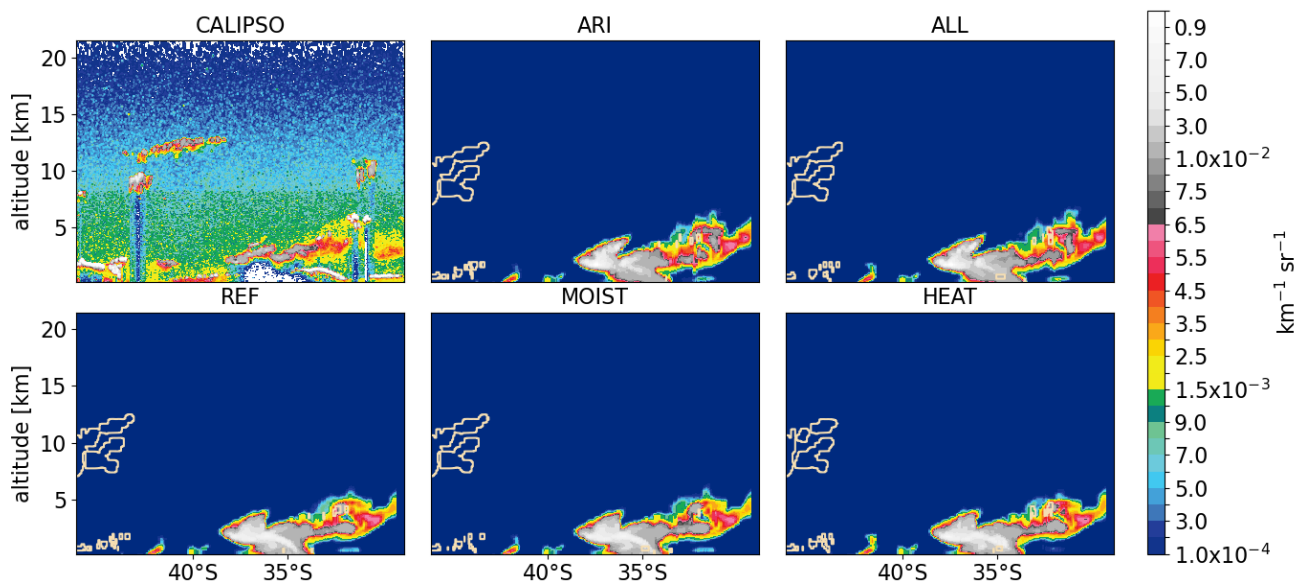 CALIPSO ARI ALL
altitude [km]
20
15
10
5
REF MOIST HEAT
altitude [km]
20
15
10
5
40°S 35°S 40°S 35°S 40°S 35°S
0.9
7.0
5.0
3.0
1.0x10⁻²
7.5
6.5
5.5
4.5
3.5
2.5
1.5x10⁻³
9.0
7.0
5.0
3.0
1.0x10⁻⁴
km⁻¹ sr⁻¹